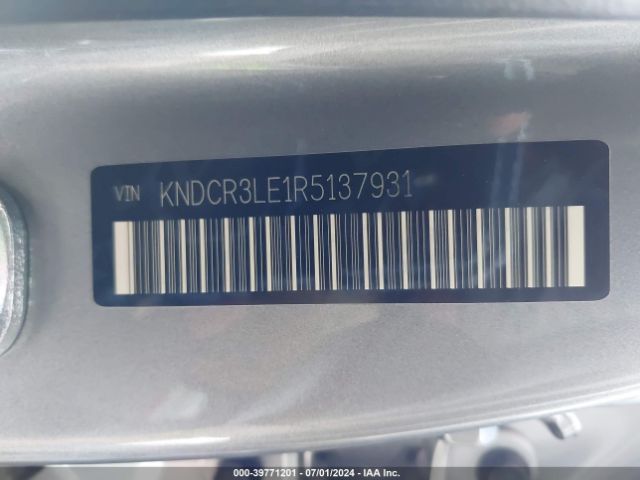 VIN KNDCR3LE1R5137931
000-39771201 - 07/01/2024 - IAA Inc.